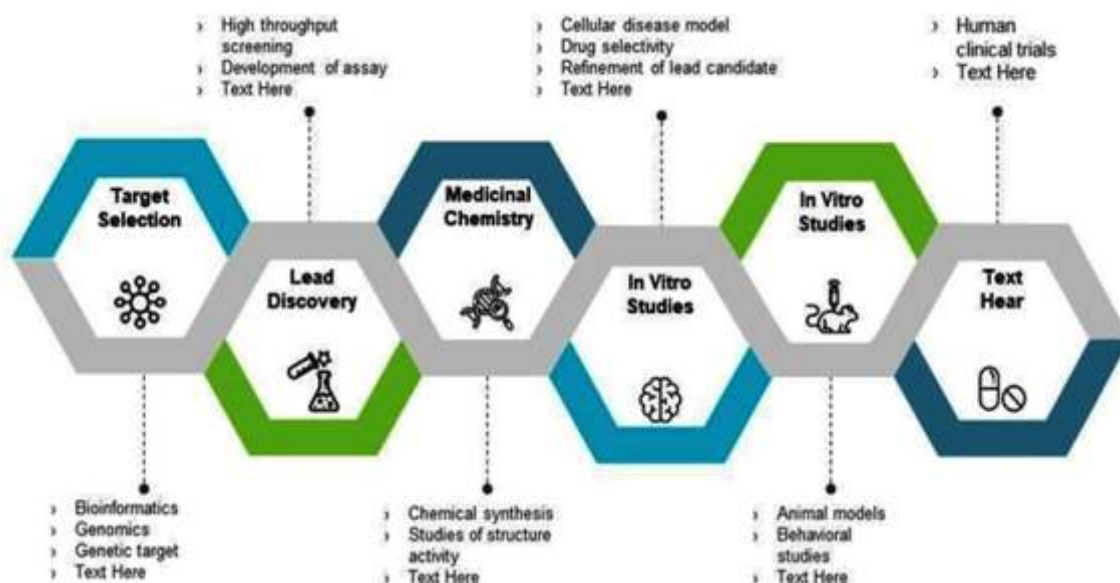 › High throughput
screening
› Development of assay
› Text Here
› Cellular disease model
› Drug selectivity
› Refinement of lead candidate
› Text Here
› Human
clinical trials
› Text Here
Target
Selection
Lead
Discovery
Medicinal
Chemistry
In Vitro
Studies
In Vitro
Studies
Text
Hear
› Bioinformatics
› Genomics
› Genetic target
› Text Here
› Chemical synthesis
› Studies of structure
activity
› Text Here
› Animal models
› Behavioral
studies
› Text Here